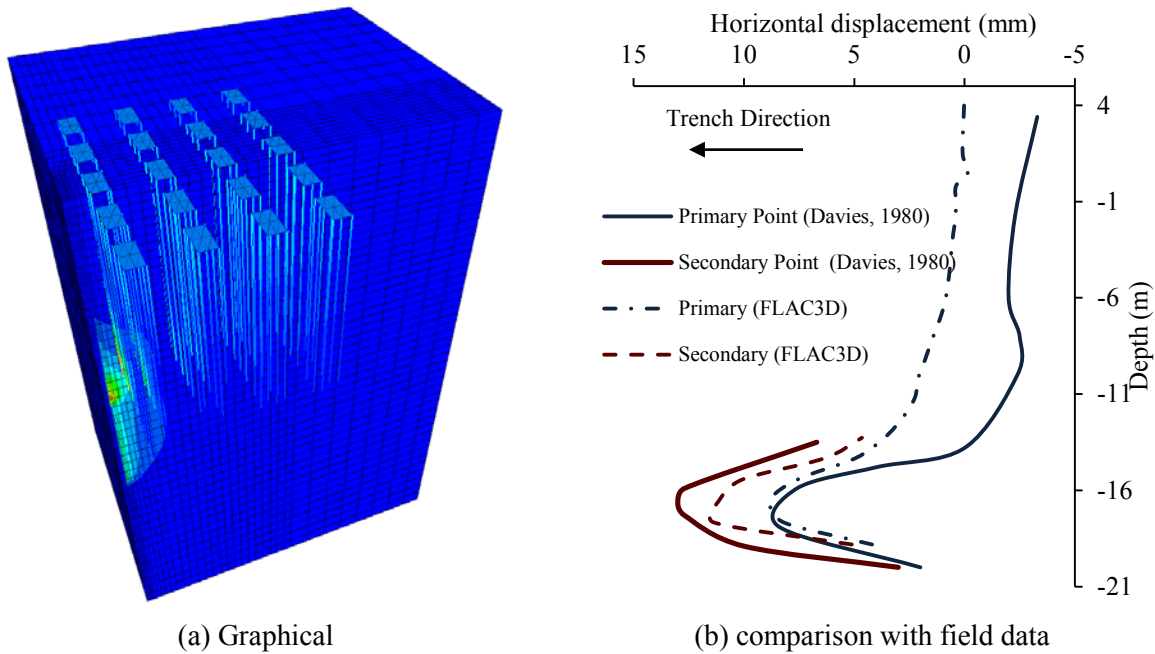 Horizontal displacement (mm)
15 10 5 0 -5
4
Trench Direction
-1
Primary Point (Davies, 1980)
Secondary Point (Davies, 1980)
-6
Primary (FLAC3D)
Secondary (FLAC3D)
Depth (m)
-11
-16
-21
(a) Graphical
(b) comparison with field data